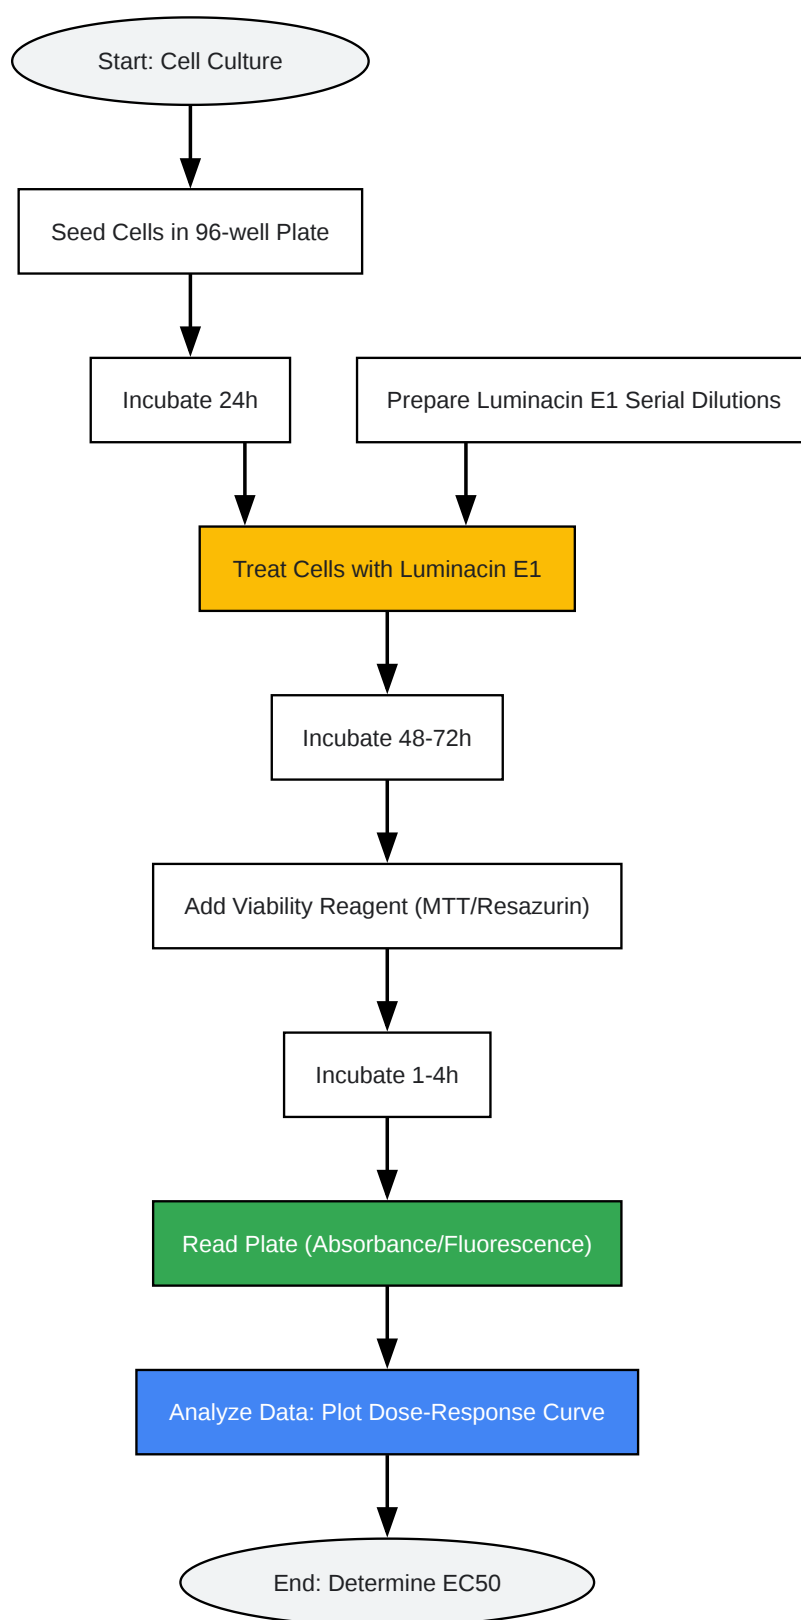 Start: Cell Culture
Seed Cells in 96-well Plate
Incubate 24h
Prepare Luminacin E1 Serial Dilutions
Treat Cells with Luminacin E1
Incubate 48-72h
Add Viability Reagent (MTT/Resazurin)
Incubate 1-4h
Read Plate (Absorbance/Fluorescence)
Analyze Data: Plot Dose-Response Curve
End: Determine EC50